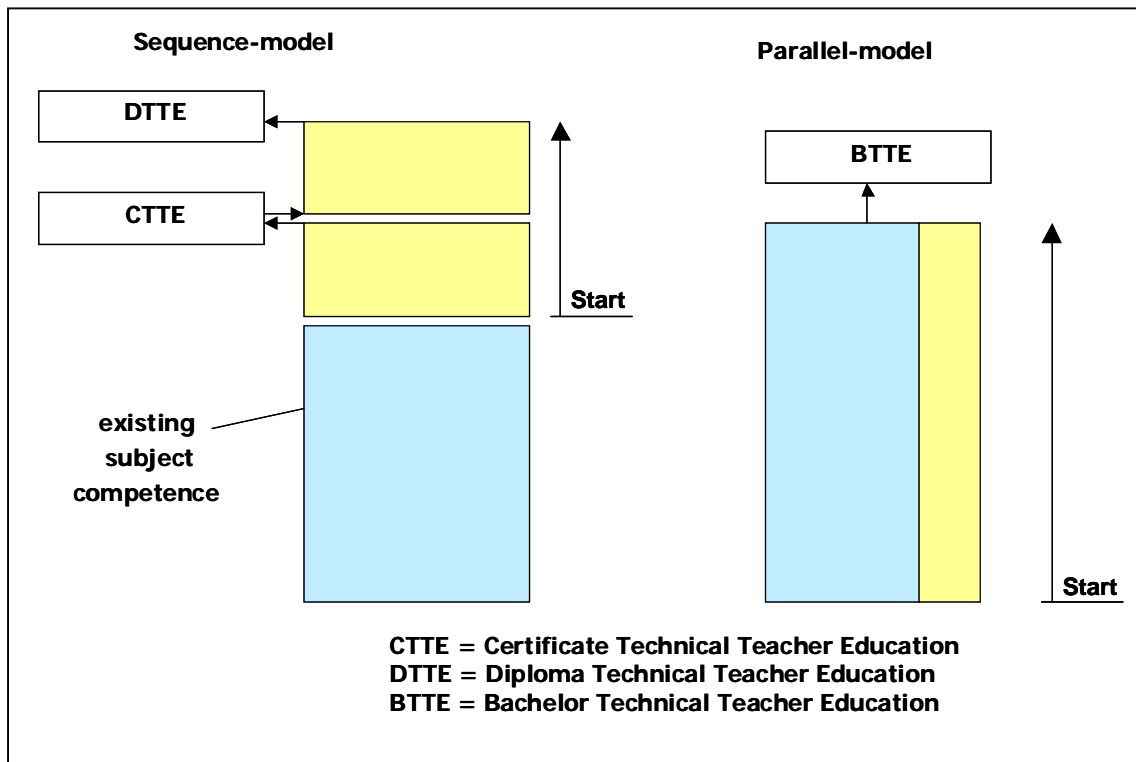 Sequence-model
Parallel-model
DTTE
BTTE
CTTE
Start
existing
subject
competence
Start
CTTE = Certificate Technical Teacher Education
DTTE = Diploma Technical Teacher Education
BTTE = Bachelor Technical Teacher Education